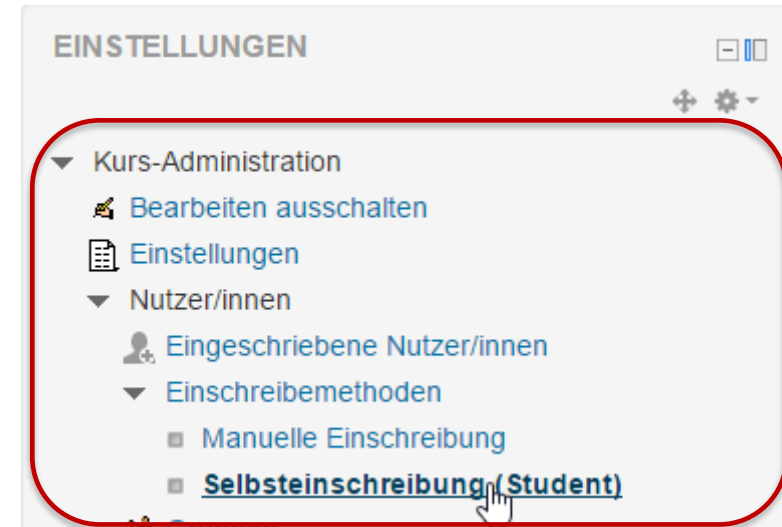 EINSTELLUNGEN
Kurs-Administration
Bearbeiten ausschalten
Einstellungen
Nutzer/innen
Eingeschriebene Nutzer/innen
Einschreibemethoden
Manuelle Einschreibung
Selbsteinschreibung (Student)